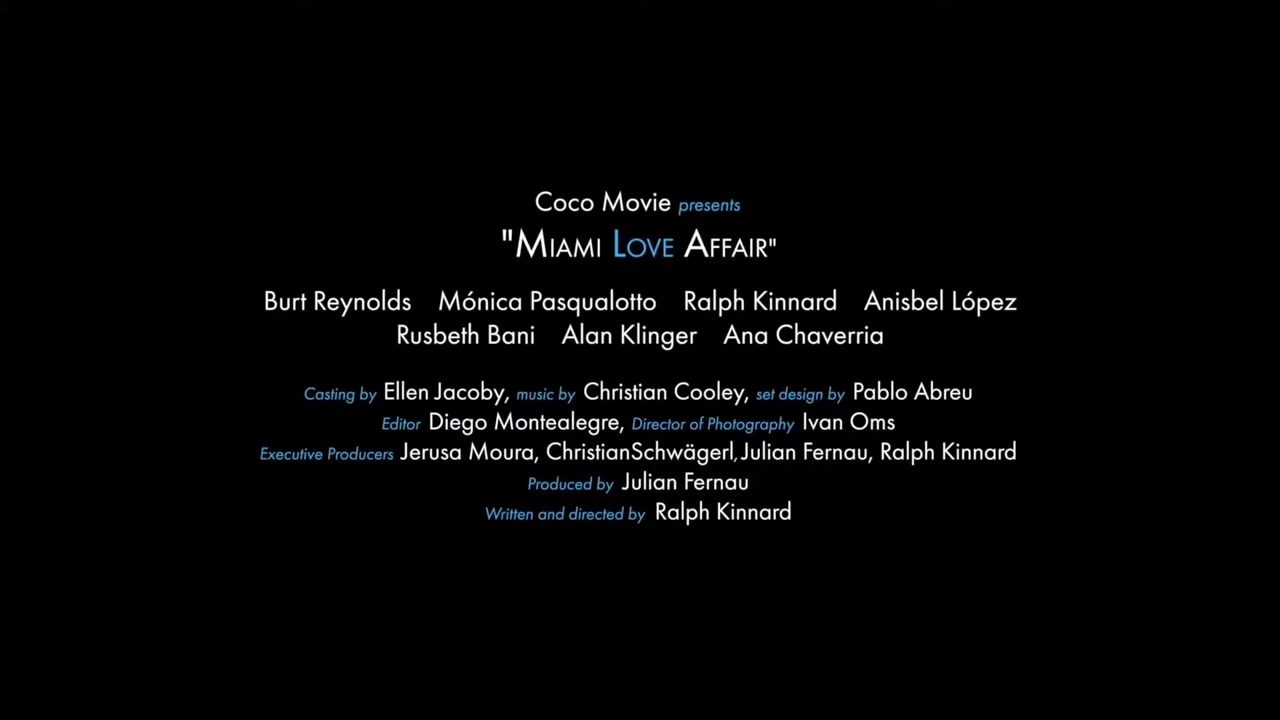 Coco Movie presents
"Miami Love Affair"
Burt Reynolds Mónica Pasqualotto Ralph Kinnard Anisbel López
Rusbeth Bani Alan Klinger Ana Chaverria
Casting by Ellen Jacoby, music by Christian Cooley, set design by Pablo Abreu
Editor Diego Montealegre, Director of Photography Ivan Oms
Executive Producers Jerusa Moura, ChristianSchwägerl, Julian Fernau, Ralph Kinnard
Produced by Julian Fernau
Written and directed by Ralph Kinnard